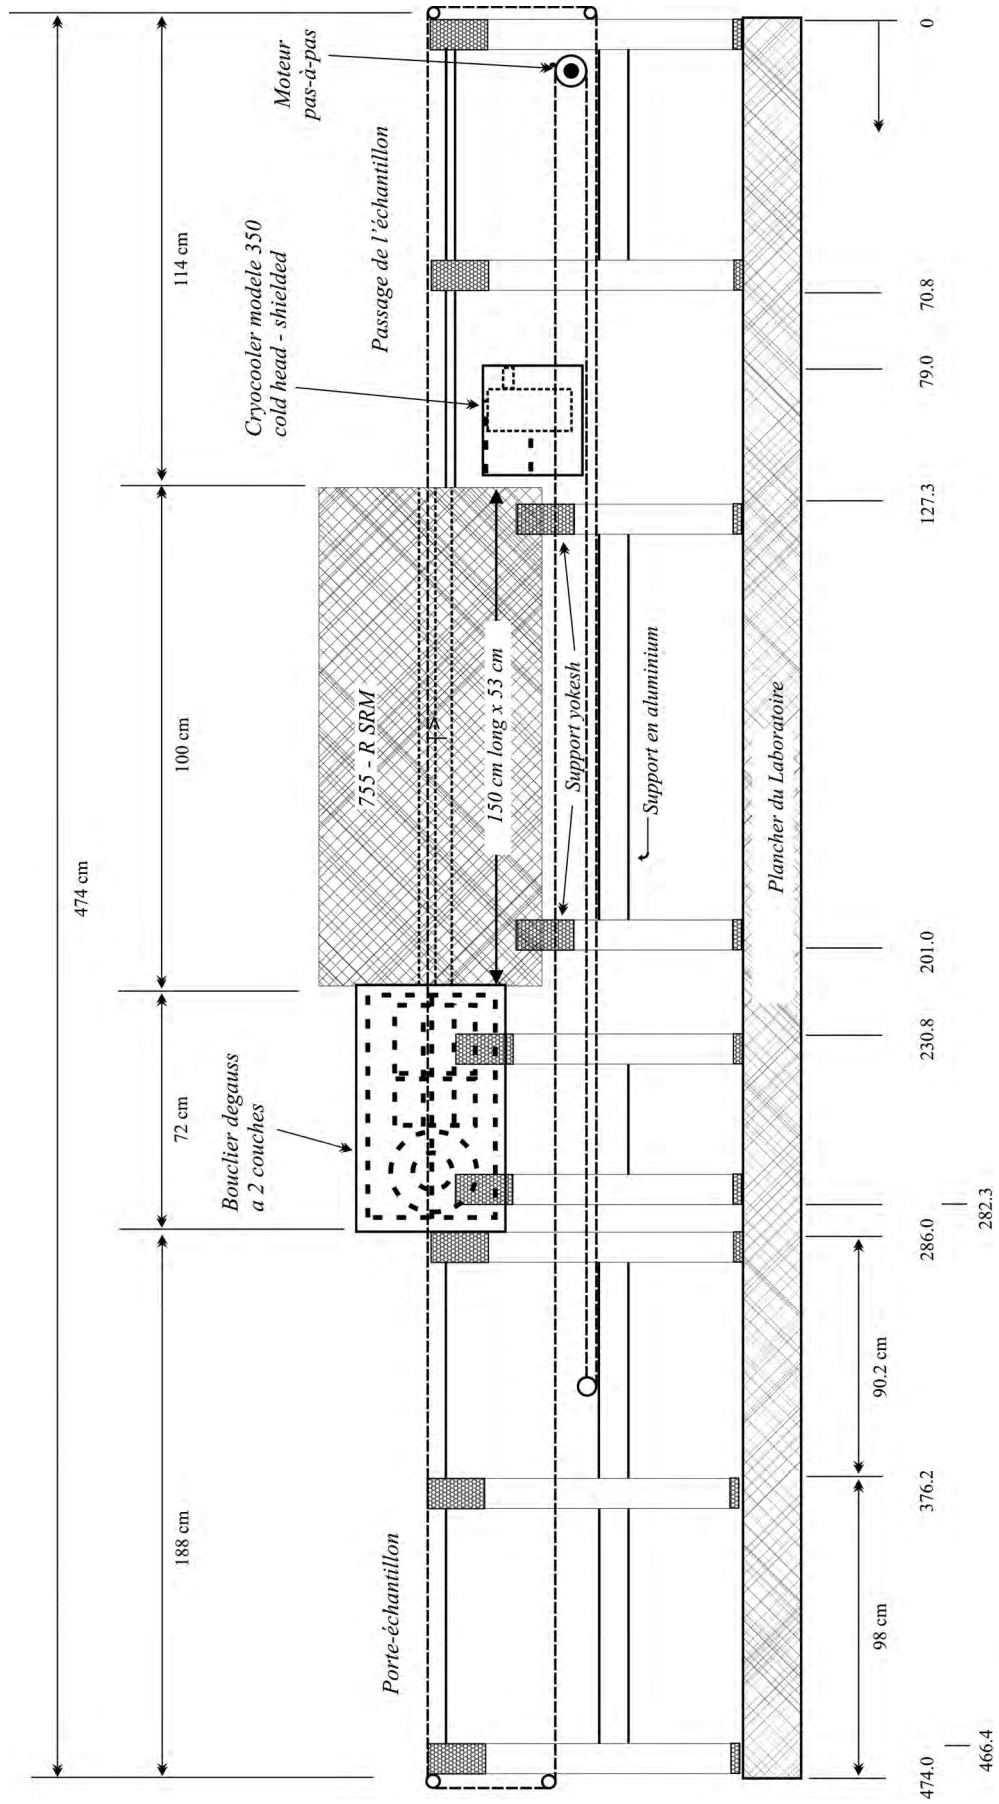 474 cm
188 cm
72 cm
100 cm
114 cm
Bouclier degauss
a 2 couches
Cryocooler modele 350
cold head - shielded
Moteur
pas-à-pas
Porte-échantillon
755 - R SRM
Passage de l'échantillon
150 cm long x 53 cm
Support yokesh
Support en aluminium
Plancher du Laboratoire
98 cm
90.2 cm
474.0
376.2
286.0
230.8
201.0
127.3
79.0
70.8
0
466.4
282.3